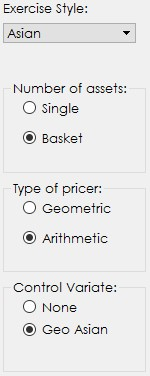 Exercise Style:
Asian
Number of assets:
Single
Basket
Type of pricer:
Geometric
Arithmetic
Control Variate:
None
Geo Asian